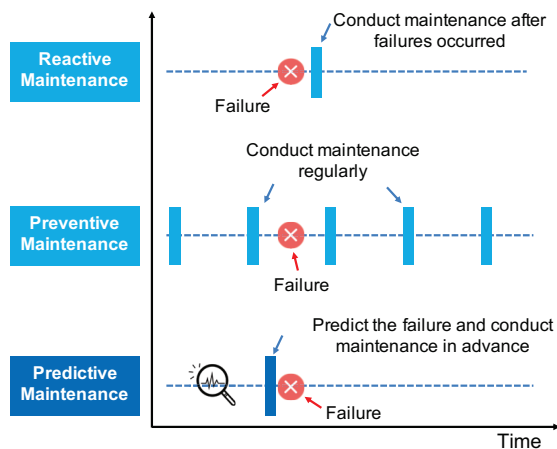 Reactive
Maintenance
Conduct maintenance after
failures occurred
Failure
Conduct maintenance
regularly
Preventive
Maintenance
Failure
Predict the failure and conduct
maintenance in advance
Predictive
Maintenance
Failure
Time